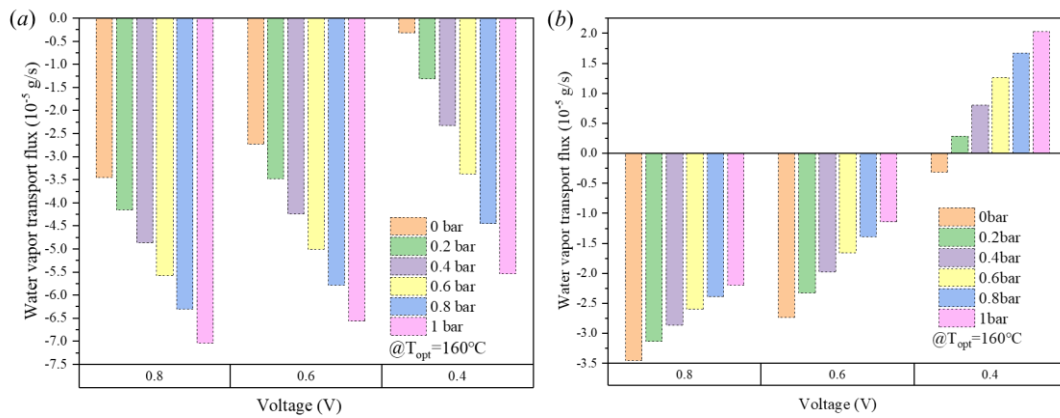 (a)
Water vapor transport flux (10⁻⁵ g/s)
0.0
-0.5
-1.0
-1.5
-2.0
-2.5
-3.0
-3.5
-4.0
-4.5
-5.0
-5.5
-6.0
-6.5
-7.0
-7.5
0 bar
0.2 bar
0.4 bar
0.6 bar
0.8 bar
1 bar
@T_opt=160°C
0.8 0.6 0.4
Voltage (V)
(b)
Water vapor transport flux (10⁻⁵ g/s)
2.0
1.5
1.0
0.5
0.0
-0.5
-1.0
-1.5
-2.0
-2.5
-3.0
-3.5
0bar
0.2bar
0.4bar
0.6bar
0.8bar
1bar
@T_opt=160°C
0.8 0.6 0.4
Voltage (V)